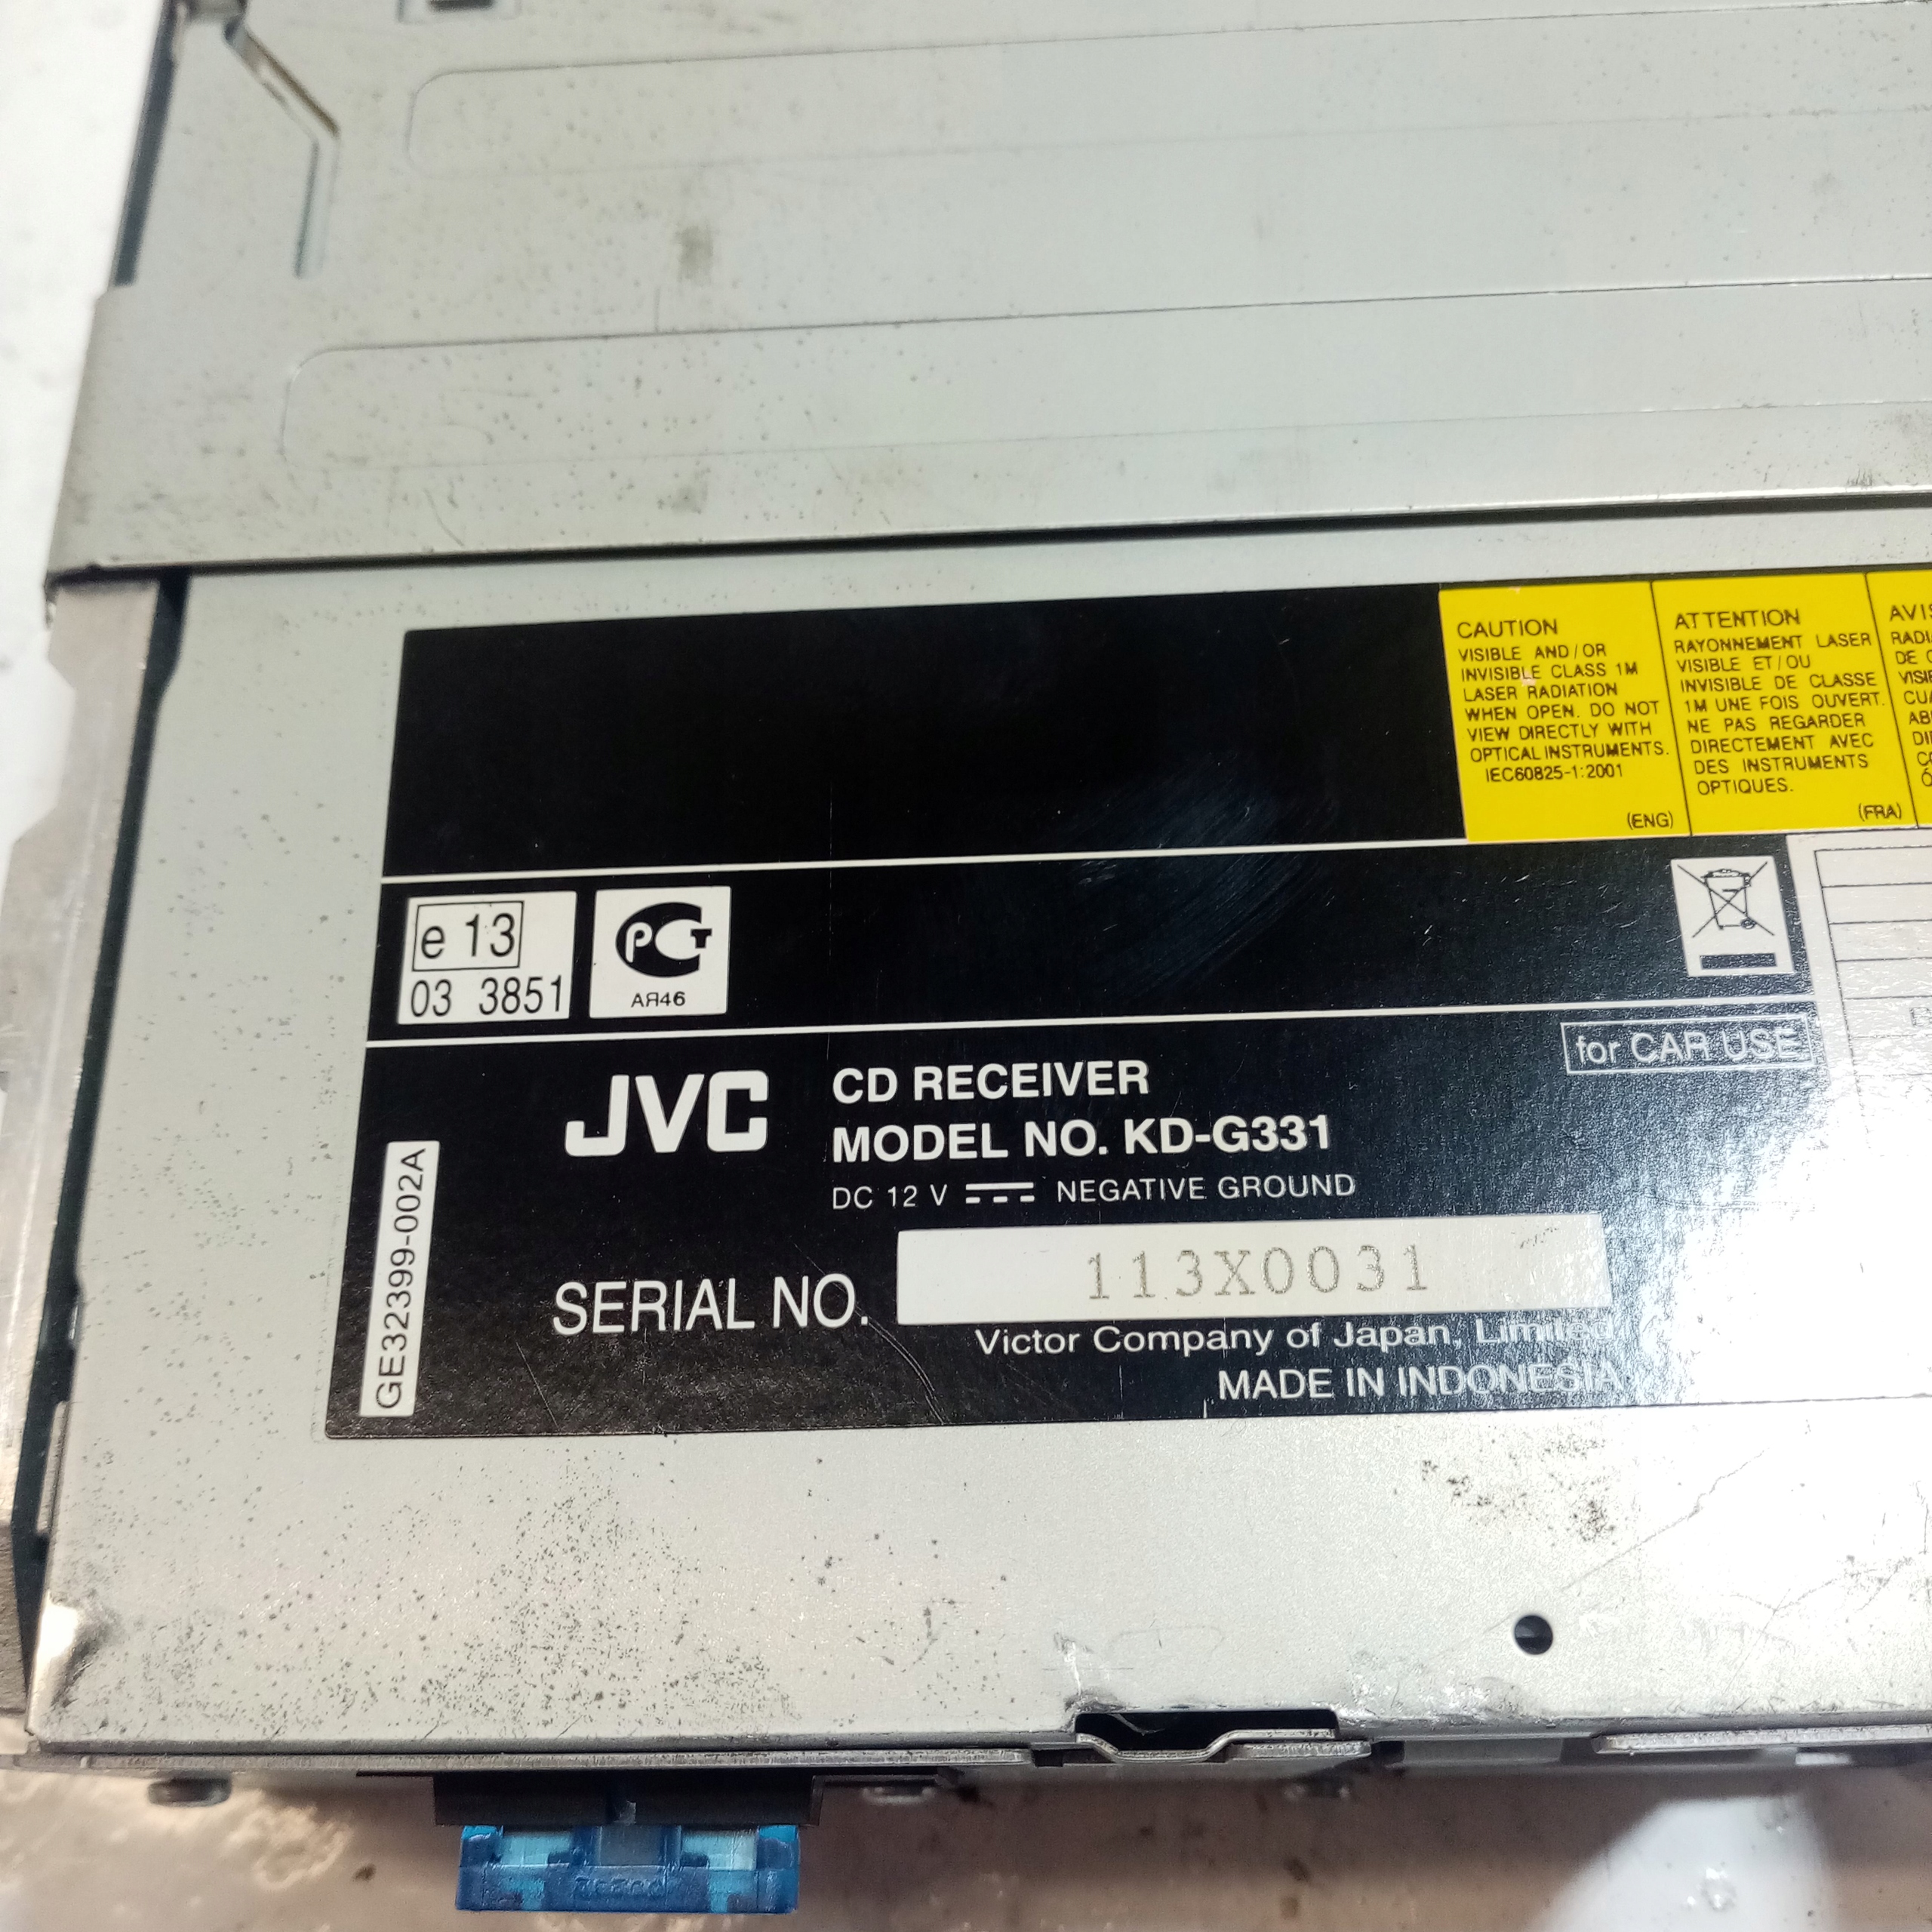 CAUTION
VISIBLE AND/OR
INVISIBLE CLASS 1M
LASER RADIATION
WHEN OPEN. DO NOT
VIEW DIRECTLY WITH
OPTICAL INSTRUMENTS.
IEC60825-1:2001
(ENG)
ATTENTION
RAYONNEMENT LASER
VISIBLE ET/OU
INVISIBLE DE CLASSE
1M UNE FOIS OUVERT.
NE PAS REGARDER
DIRECTEMENT AVEC
DES INSTRUMENTS
OPTIQUES.
(FRA)
e 13
03 3851
РСТ
АЯ46
for CAR USE
JVC
CD RECEIVER
MODEL NO. KD-G331
DC 12 V NEGATIVE GROUND
SERIAL NO. 113X0031
Victor Company of Japan, Limited
MADE IN INDONESIA
GE32399-002A